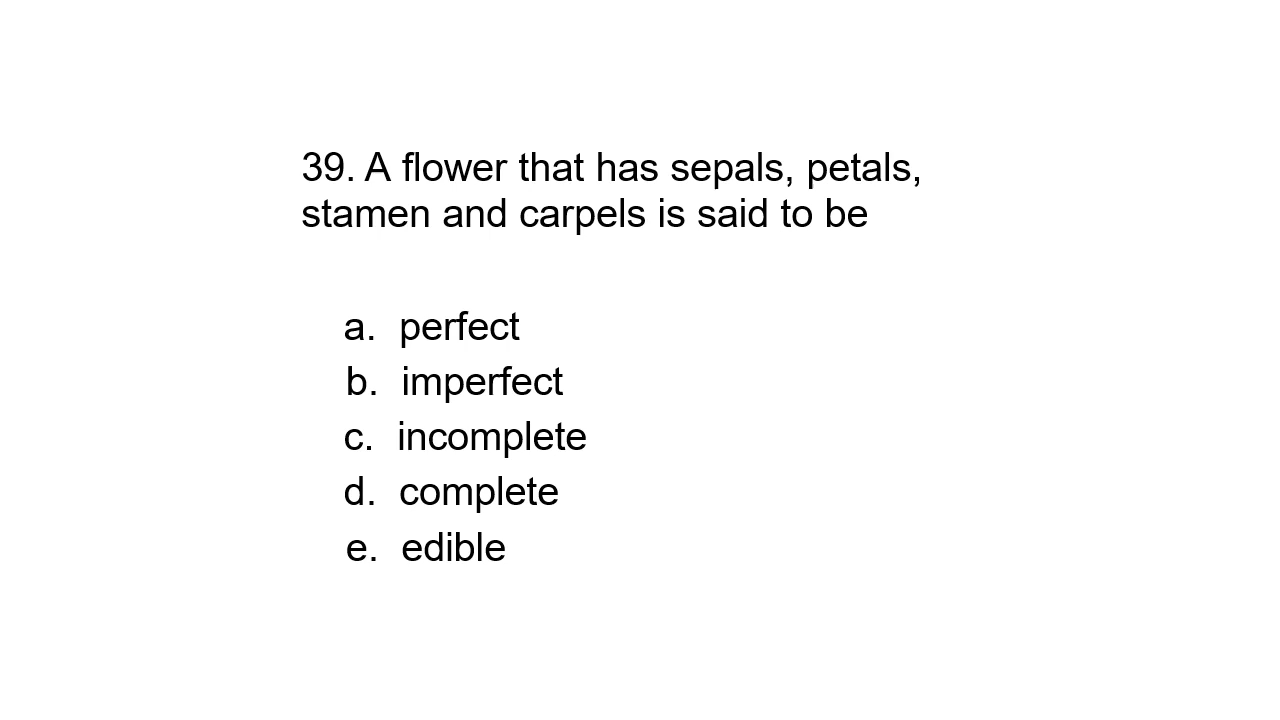 39. A flower that has sepals, petals,
stamen and carpels is said to be
a. perfect
b. imperfect
c. incomplete
d. complete
e. edible